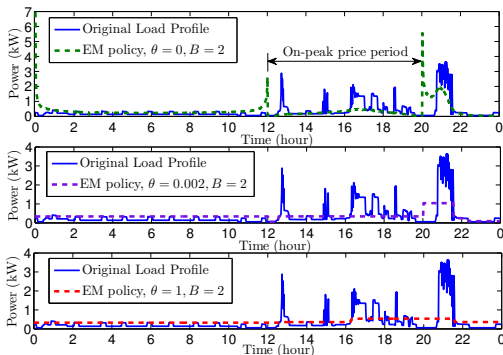 7
6
5
4
3
2
1
0
Power (kW)
Original Load Profile
EM policy, θ = 0, B = 2
On-peak price period
0 2 4 6 8 10 12 14 16 18 20 22 0
Time (hour)
4
3
2
1
0
Power (kW)
Original Load Profile
EM policy, θ = 0.002, B = 2
0 2 4 6 8 10 12 14 16 18 20 22 0
Time (hour)
4
3
2
1
0
Power (kW)
Original Load Profile
EM policy, θ = 1, B = 2
0 2 4 6 8 10 12 14 16 18 20 22 0
Time (hour)